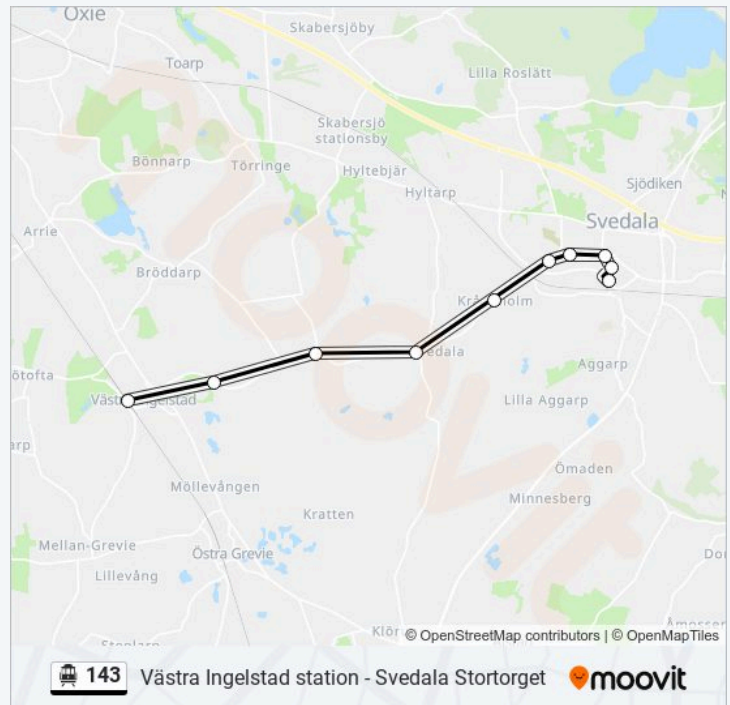 Oxie
Skabersjöby
Toarp
Lilla Roslätt
Skabersjö
stationsby
Bönnarp
Törringe
Hyltebjär
Hyltarp
Sjödiken
Svedala
Arrie
Bröddarp
Aggarp
Lilla Aggarp
Ömaden
Möllevången
Minnesberg
Kratten
Mellan-Grevie
Östra Grevie
Lillevång
© OpenStreetMap contributors | © OpenMapTiles
143 Västra Ingelstad station - Svedala Stortorget moovit